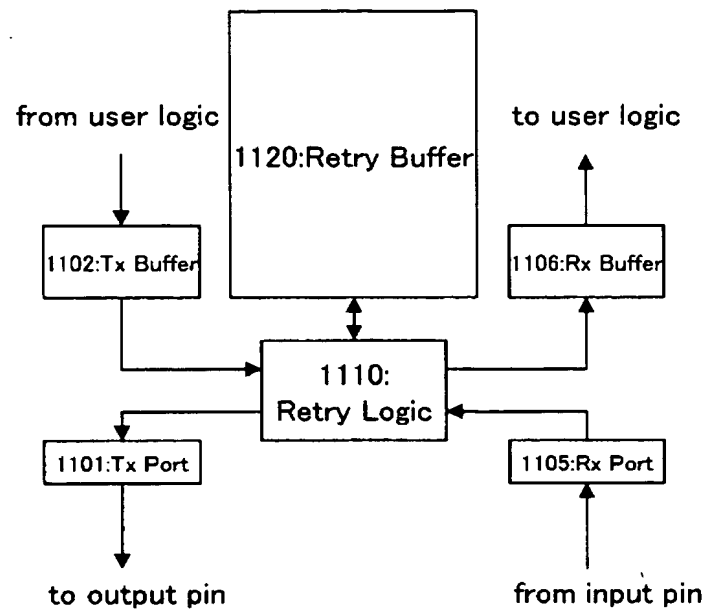 from user logic
to user logic
1120:Retry Buffer
1102:Tx Buffer
1106:Rx Buffer
1110:
Retry Logic
1101:Tx Port
1105:Rx Port
to output pin
from input pin